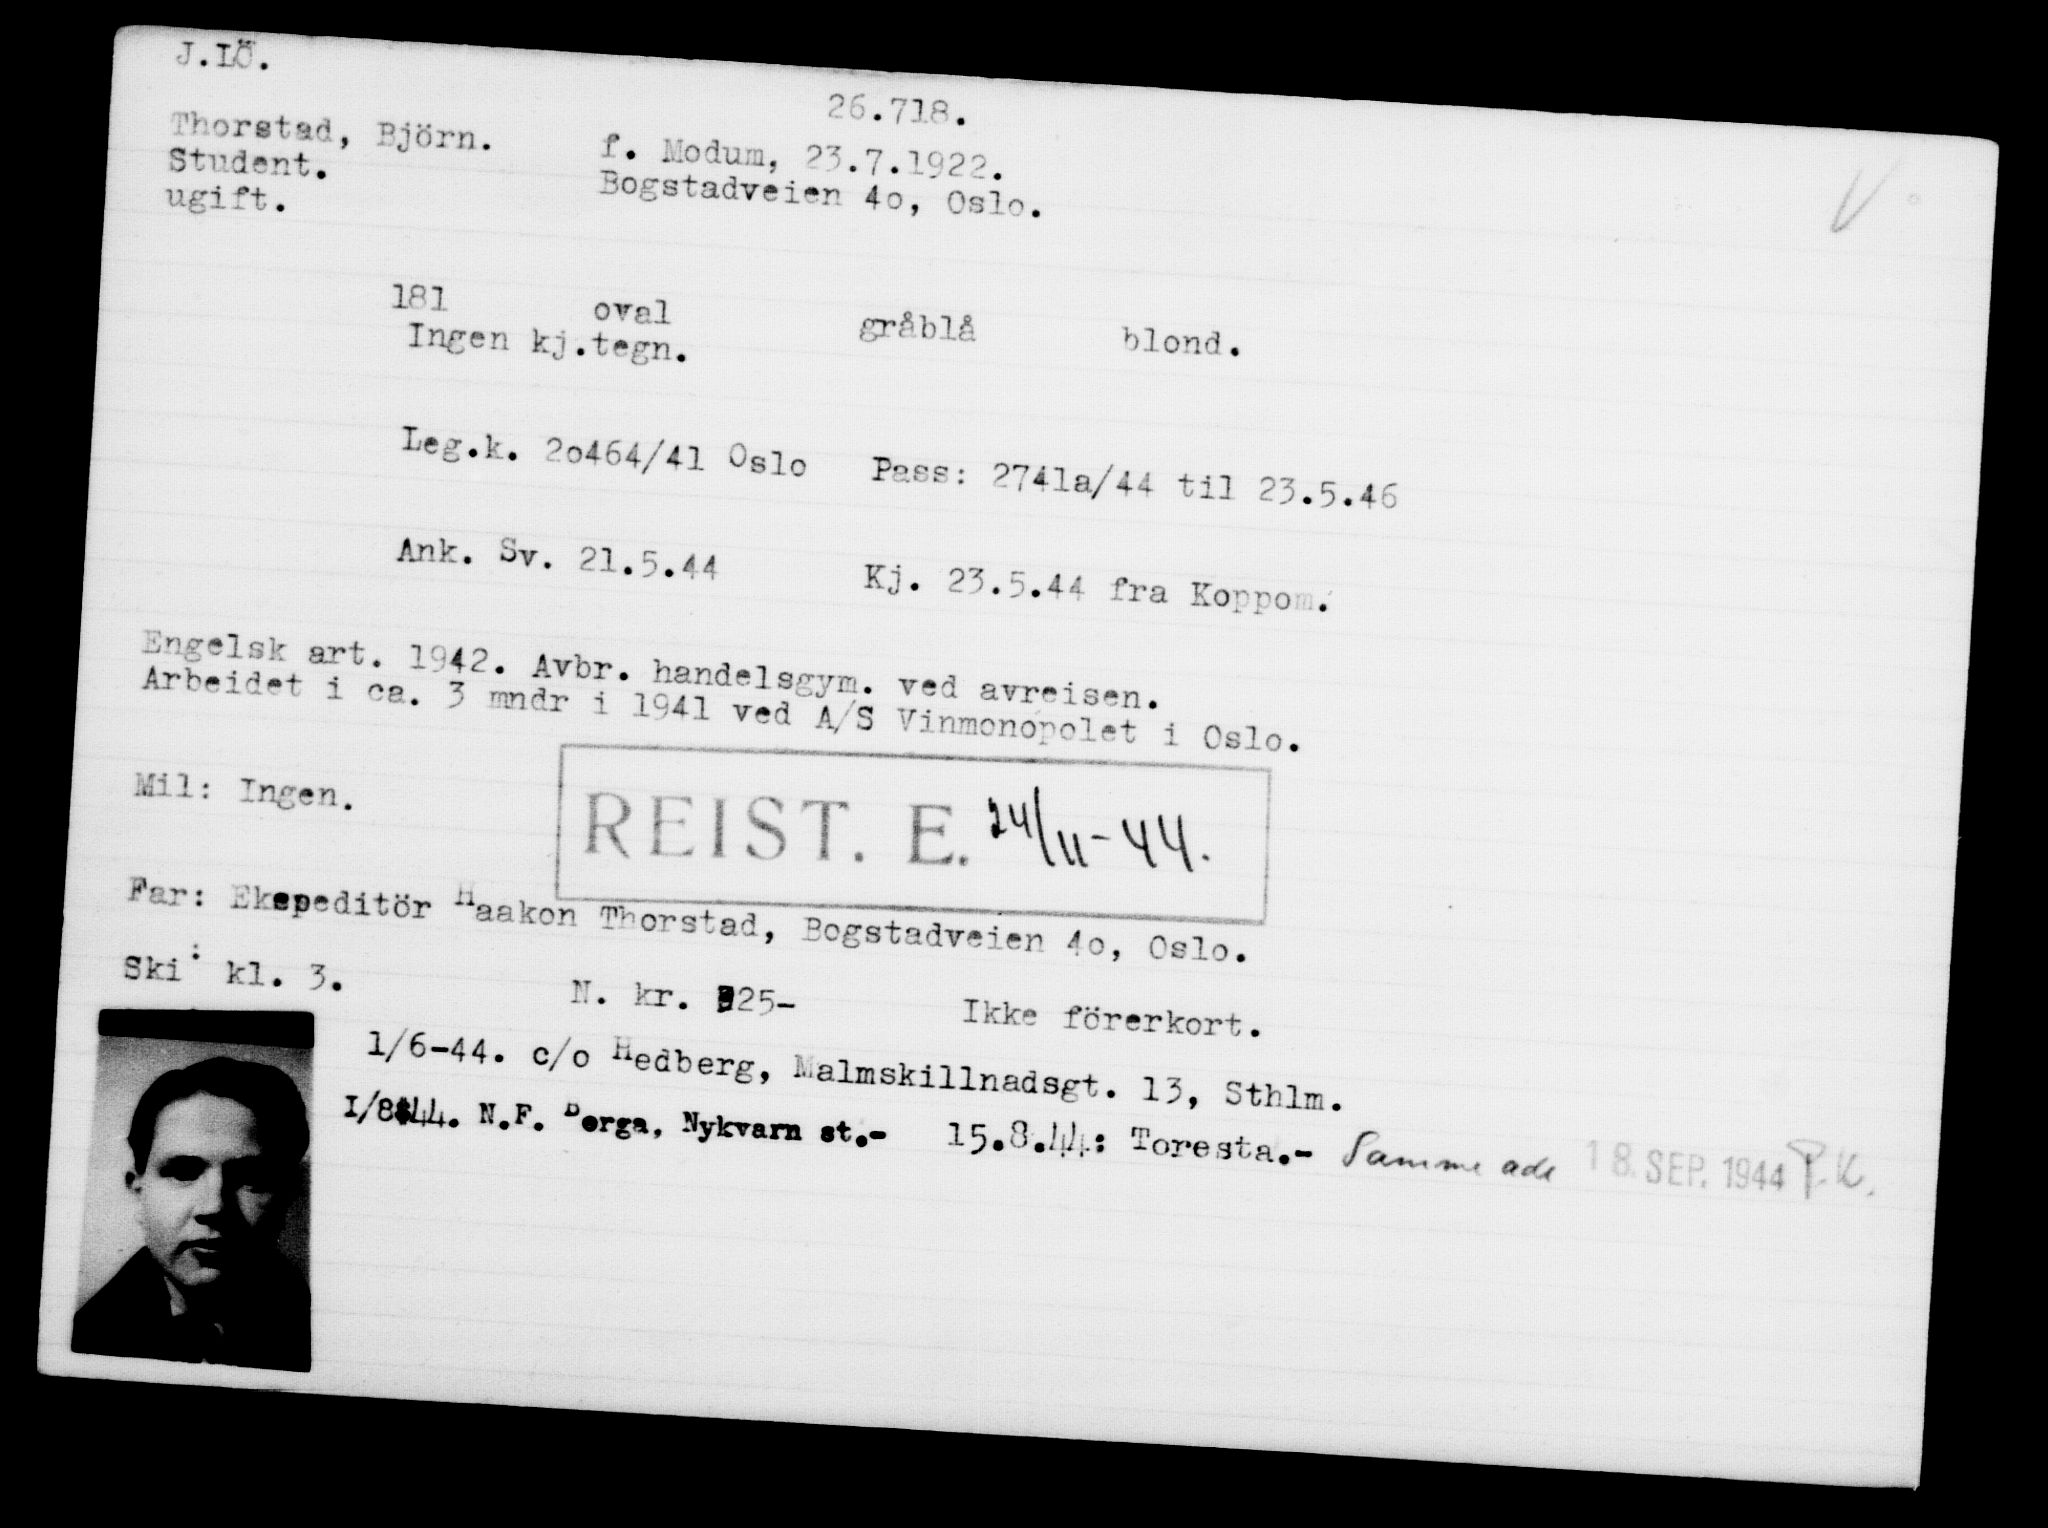 J.LÖ.
26.718.
Thorstad, Björn. f. Modum, 23.7.1922.
Student. Bogstadveien 4o, Oslo.
ugift.
181 oval gråblå blond.
Ingen kj.tegn.
Leg.k. 2o464/41 Oslo Pass: 2741a/44 til 23.5.46
Ank. Sv. 21.5.44 Kj. 23.5.44 fra Koppom.
Engelsk art. 1942. Avbr. handelsgym. ved avreisen.
Arbeidet i ca. 3 mndr i 1941 ved A/S Vinmonopolet i Oslo.
Mil: Ingen.
REIST. E. 24/11-44.
Far: Ekspeditör Haakon Thorstad, Bogstadveien 4o, Oslo.
Ski: kl. 3. N. kr. 25- Ikke förerkort.
1/6-44. c/o Hedberg, Malmskillnadsgt. 13, Sthlm.
I/8-44. N.F. Berga, Nykvarn st.- 15.8.44: Toresta.- Samme adr 18. SEP. 1944 P.K.